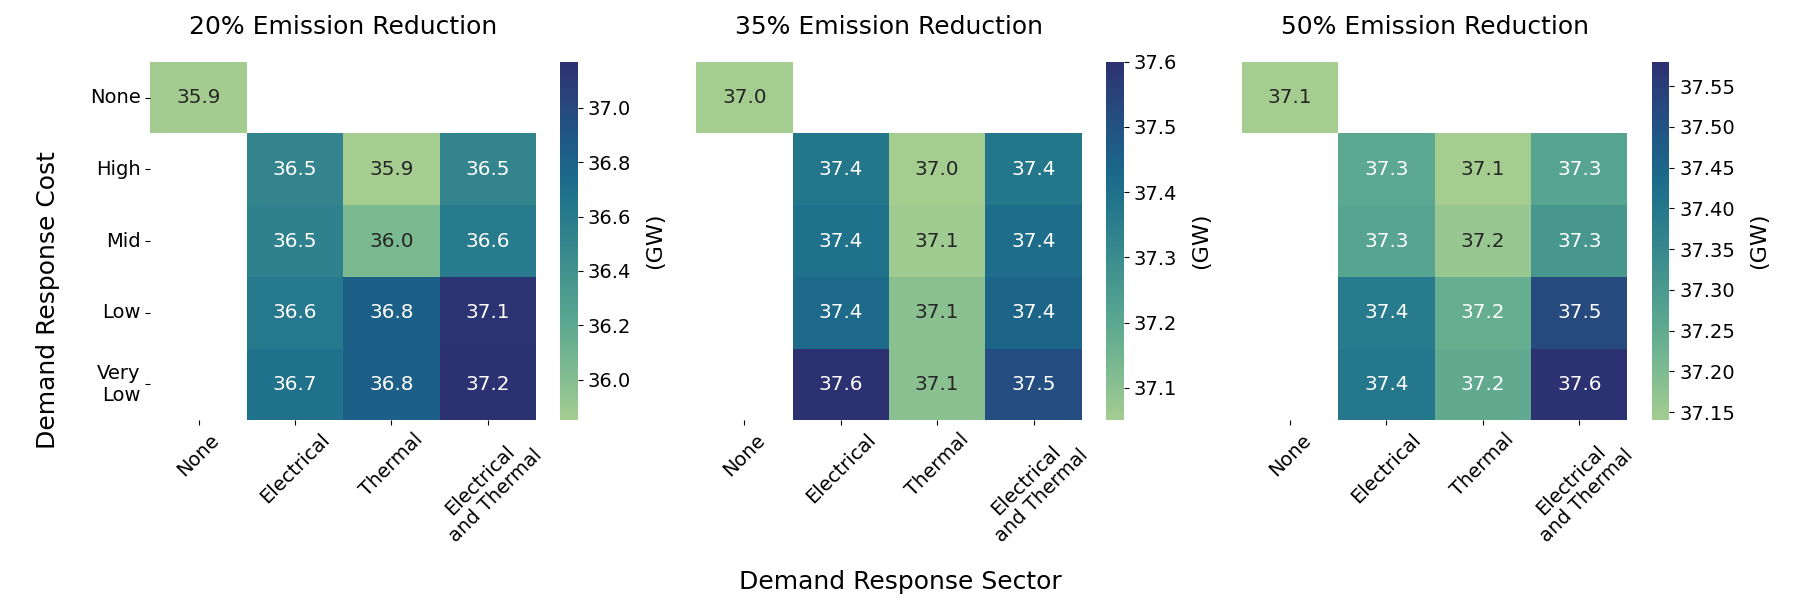 20% Emission Reduction
35% Emission Reduction
50% Emission Reduction
Demand Response Cost
None
High
Mid
Low
Very
Low
35.9
36.5 35.9 36.5
36.5 36.0 36.6
36.6 36.8 37.1
36.7 36.8 37.2
None
Electrical
Thermal
Electrical
and Thermal
37.0
36.8
36.6
36.4
36.2
36.0
(GW)
37.0
37.4 37.0 37.4
37.4 37.1 37.4
37.4 37.1 37.4
37.6 37.1 37.5
None
Electrical
Thermal
Electrical
and Thermal
37.6
37.5
37.4
37.3
37.2
37.1
(GW)
37.1
37.3 37.1 37.3
37.3 37.2 37.3
37.4 37.2 37.5
37.4 37.2 37.6
None
Electrical
Thermal
Electrical
and Thermal
37.55
37.50
37.45
37.40
37.35
37.30
37.25
37.20
37.15
(GW)
Demand Response Sector